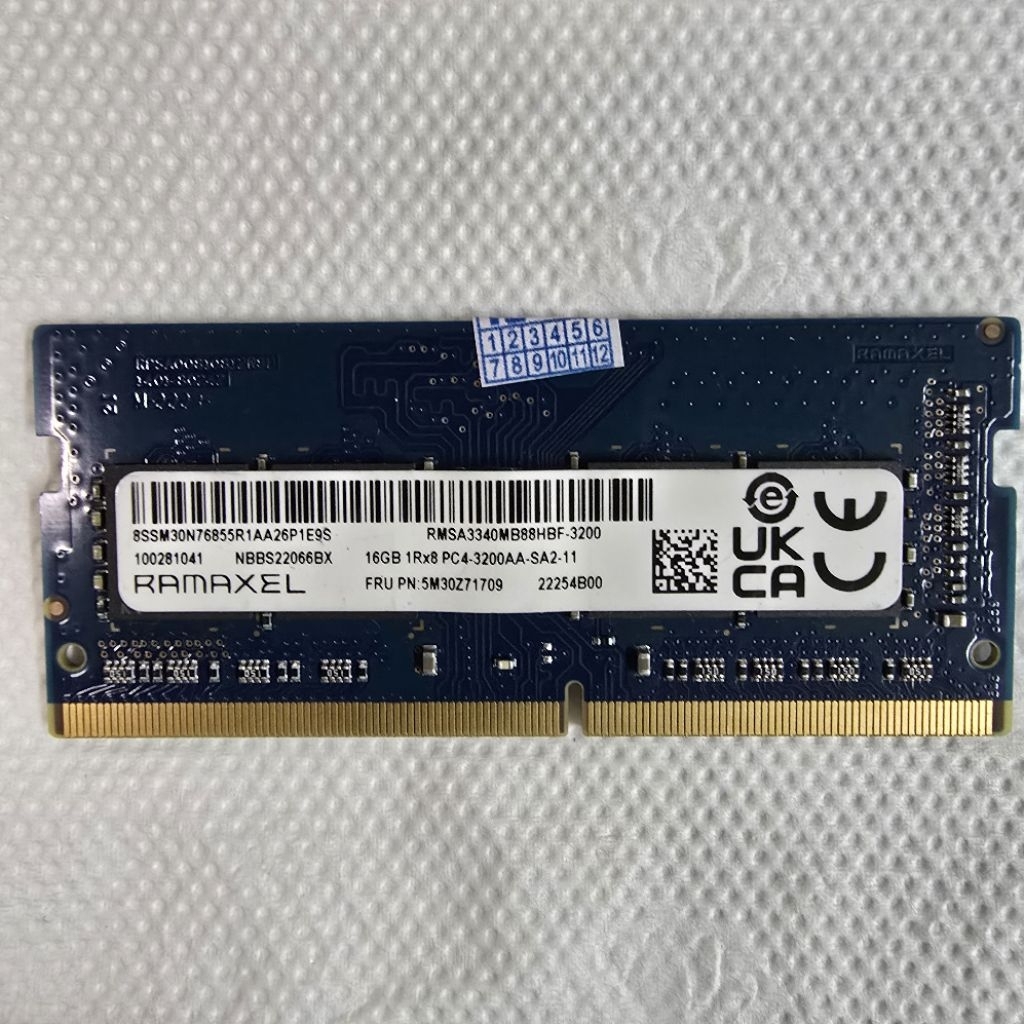 1 2 3 4 5 6
7 8 9 10 11 12
RAMAXEL
8SSM30N76855R1AA26P1E9S RMSA3340MB88HBF-3200
100281041 NBBS22066BX 16GB 1Rx8 PC4-3200AA-SA2-11
RAMAXEL FRU PN:5M30Z71709 22254B00
e
UK
CA
CE